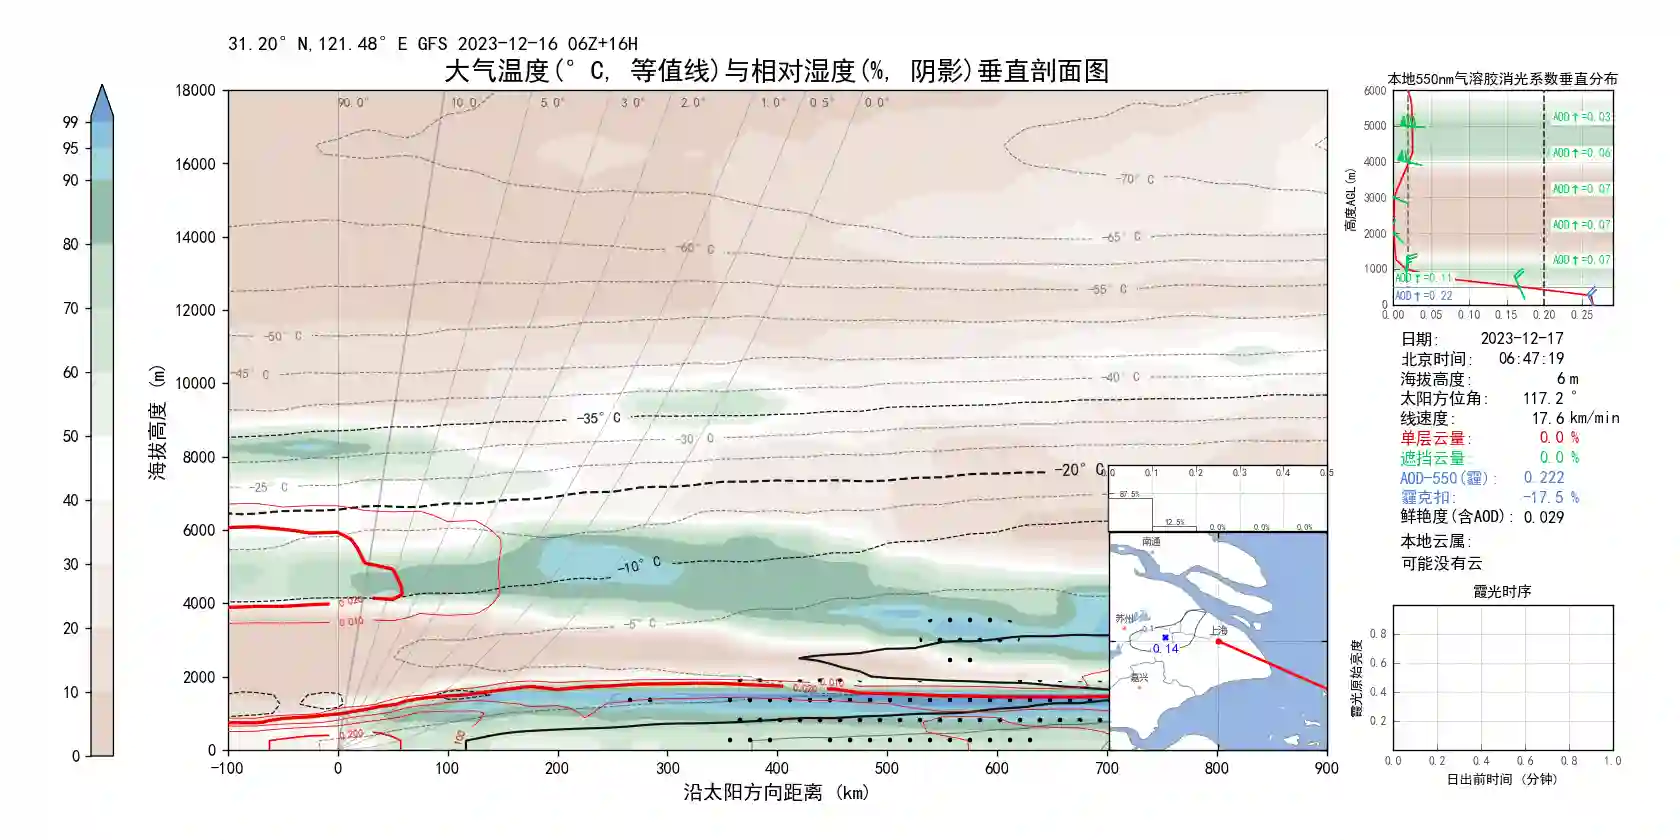 31.20° N,121.48° E GFS 2023-12-16 06Z+16H
大气温度(° C, 等值线)与相对湿度(%, 阴影)垂直剖面图
99
95
90
80
70
60
50
40
30
20
10
0
海拔高度 (m)
18000
16000
14000
12000
10000
8000
6000
4000
2000
0
90.0° 10.0° 5.0° 3.0° 2.0° 1.0° 0.5° 0.0°
-70° C
-65° C
-60° C
-55° C
-50° C
-45° C
-40° C
-35° C
-30° C
-25° C
-20° C
-10° C
-5° C
0.020
0.010
0.010
0.020
0.200
100
-100 0 100 200 300 400 500 600 700 800 900
沿太阳方向距离 (km)
0.0 0.1 0.2 0.3 0.4 0.5
87.5%
12.5%
0.0% 0.0% 0.0%
南通
苏州
0.1
上海
0.14
嘉兴
本地550nm气溶胶消光系数垂直分布
高度AGL(m)
6000
5000
4000
3000
2000
1000
0
AOD↑=0.03
AOD↑=0.06
AOD↑=0.07
AOD↑=0.07
AOD↑=0.07
AOD↑=0.11
AOD↑=0.22
0.00 0.05 0.10 0.15 0.20 0.25
日期: 2023-12-17
北京时间: 06:47:19
海拔高度: 6 m
太阳方位角: 117.2 °
线速度: 17.6 km/min
单层云量: 0.0 %
遮挡云量: 0.0 %
AOD-550(霾): 0.222
霾克扣: -17.5 %
鲜艳度(含AOD): 0.029
本地云属:
可能没有云
霞光时序
霞光原始亮度
0.8
0.6
0.4
0.2
0.0 0.2 0.4 0.6 0.8 1.0
日出前时间 (分钟)